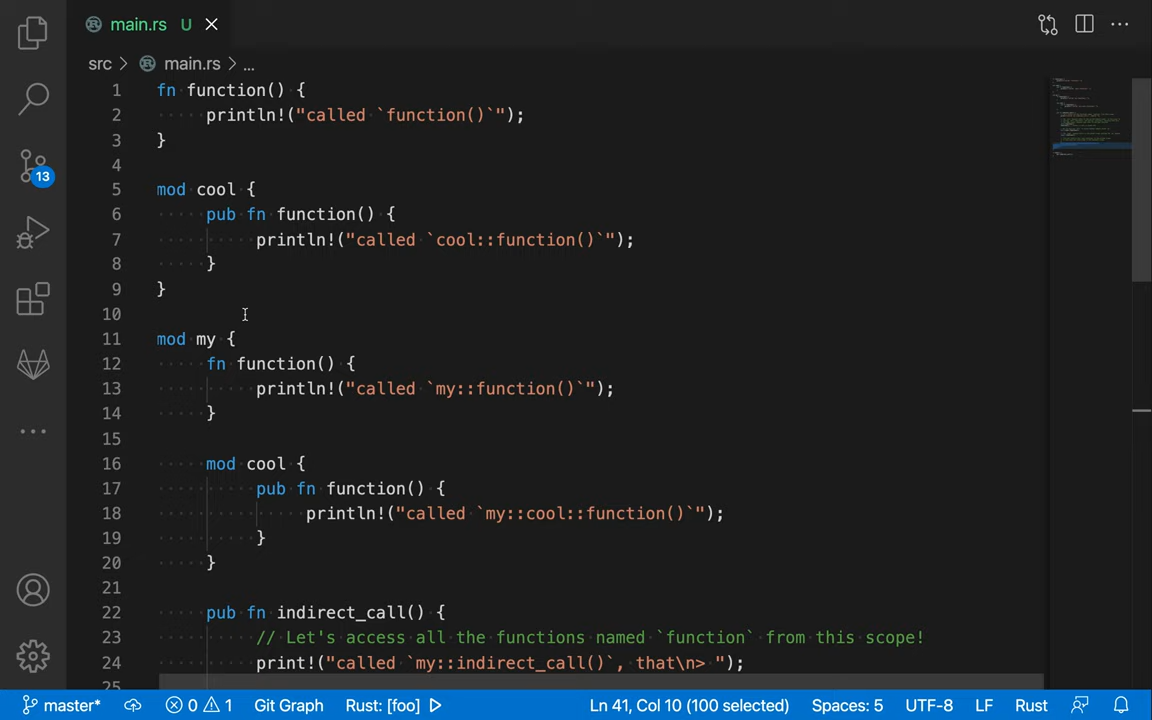 main.rs U
src > main.rs > ...
1 fn function() {
2 println!("called `function()`");
3 }
4
5 mod cool {
6 pub fn function() {
7 println!("called `cool::function()`");
8 }
9 }
10
11 mod my {
12 fn function() {
13 println!("called `my::function()`");
14 }
15
16 mod cool {
17 pub fn function() {
18 println!("called `my::cool::function()`");
19 }
20 }
21
22 pub fn indirect_call() {
23 // Let's access all the functions named `function` from this scope!
24 print!("called `my::indirect_call()`, that\n> ");
25
13
master* 0 1 Git Graph Rust: [foo] Ln 41, Col 10 (100 selected) Spaces: 5 UTF-8 LF Rust